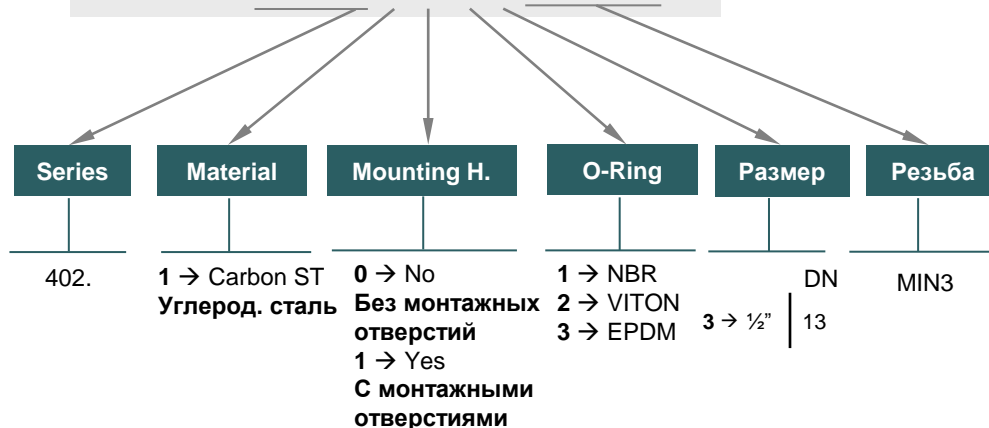 Series
Material
Mounting H.
O-Ring
Размер
Резьба
402.
1 → Carbon ST
Углерод. сталь
0 → No
Без монтажных
отверстий
1 → Yes
С монтажными
отверстиями
1 → NBR
2 → VITON
3 → EPDM
DN
3 → ½” 13
MIN3